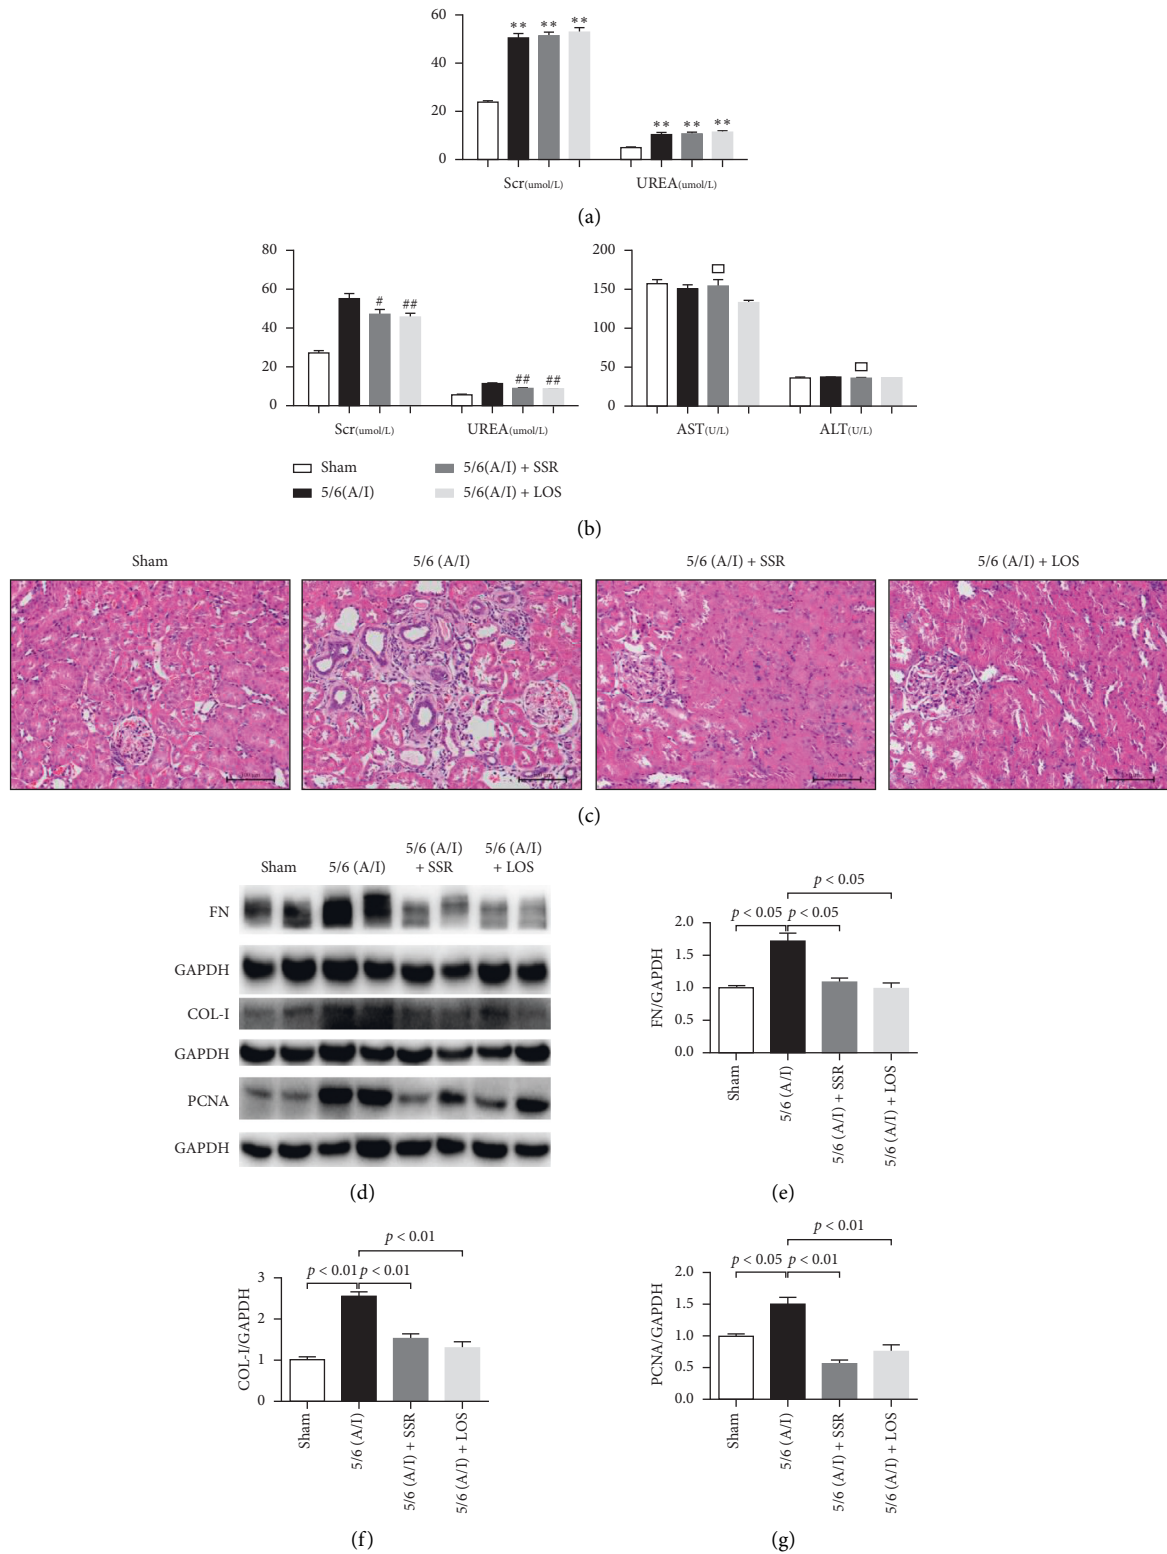 60
40
20
0
** ** **
** ** **
Scr(umol/L) UREA(umol/L)
(a)
80
60
40
20
0
# ##
## ##
Scr(umol/L) UREA(umol/L)
200
150
100
50
0
AST(U/L) ALT(U/L)
Sham 5/6(A/I) + SSR
5/6(A/I) 5/6(A/I) + LOS
(b)
Sham 5/6 (A/I) 5/6 (A/I) + SSR 5/6 (A/I) + LOS
(c)
Sham 5/6 (A/I) 5/6 (A/I) + SSR 5/6 (A/I) + LOS
FN
GAPDH
COL-I
GAPDH
PCNA
GAPDH
(d)
p < 0.05
p < 0.05 p < 0.05
FN/GAPDH
2.0
1.5
1.0
0.5
0.0
Sham
5/6 (A/I)
5/6 (A/I) + SSR
5/6 (A/I) + LOS
(e)
p < 0.01
p < 0.01 p < 0.01
COL-I/GAPDH
3
2
1
0
Sham
5/6 (A/I)
5/6 (A/I) + SSR
5/6 (A/I) + LOS
(f)
p < 0.01
p < 0.05 p < 0.01
PCNA/GAPDH
2.0
1.5
1.0
0.5
0.0
Sham
5/6 (A/I)
5/6 (A/I) + SSR
5/6 (A/I) + LOS
(g)